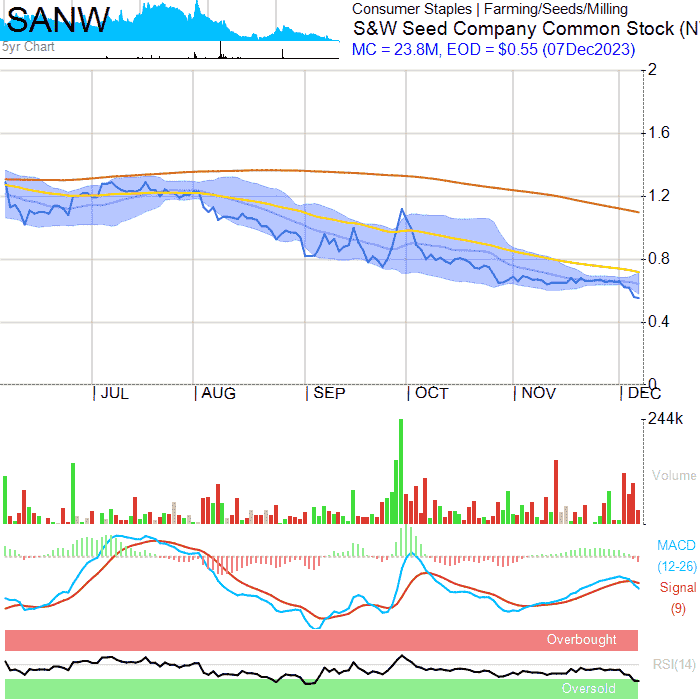 SANW
5yr Chart
Consumer Staples | Farming/Seeds/Milling
S&W Seed Company Common Stock (N
MC = 23.8M, EOD = $0.55 (07Dec2023)
2
1.6
1.2
0.8
0.4
0
JUL AUG SEP OCT NOV DEC
244k
Volume
MACD
(12-26)
Signal
(9)
Overbought
RSI(14)
Oversold